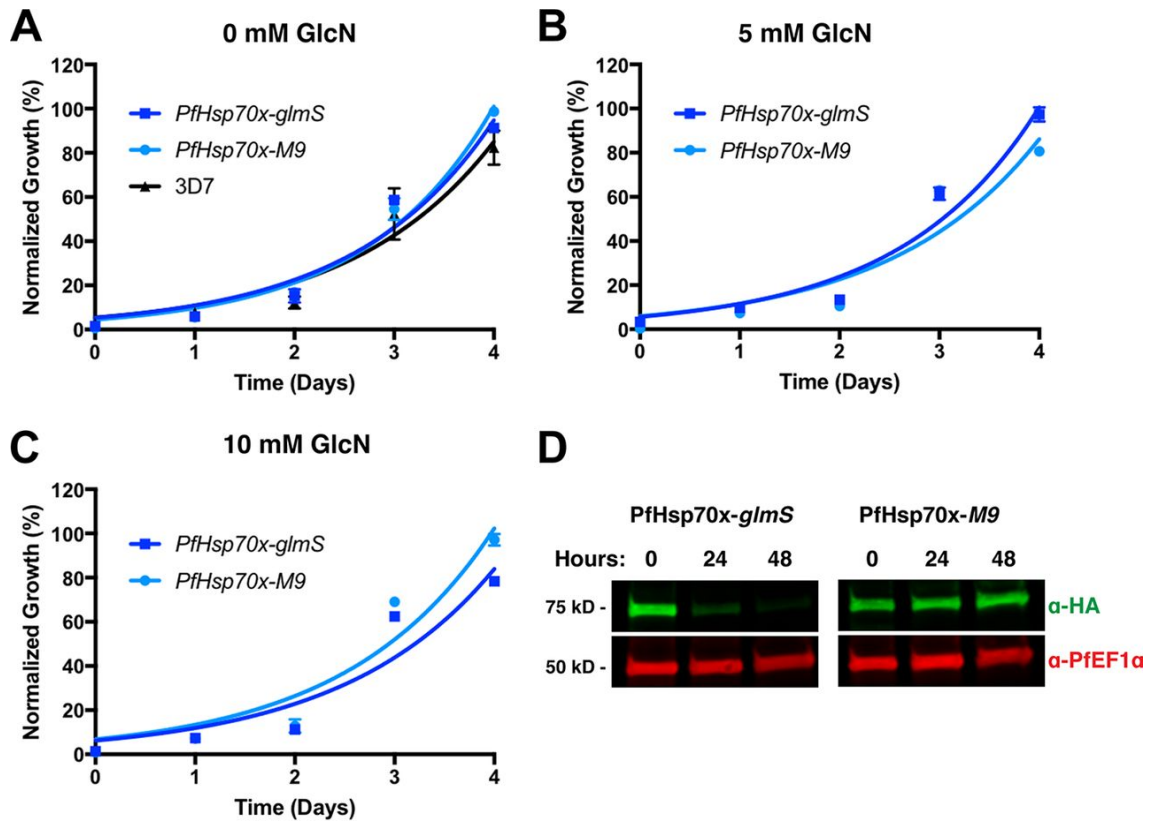 A
0 mM GlcN
Normalized Growth (%)
120
100
80
60
40
20
0
PfHsp70x-glmS
PfHsp70x-M9
3D7
0 1 2 3 4
Time (Days)
B
5 mM GlcN
Normalized Growth (%)
120
100
80
60
40
20
0
PfHsp70x-glmS
PfHsp70x-M9
0 1 2 3 4
Time (Days)
C
10 mM GlcN
Normalized Growth (%)
120
100
80
60
40
20
0
PfHsp70x-glmS
PfHsp70x-M9
0 1 2 3 4
Time (Days)
D
PfHsp70x-glmS PfHsp70x-M9
Hours: 0 24 48 0 24 48
75 kD - α-HA
50 kD - α-PfEF1α